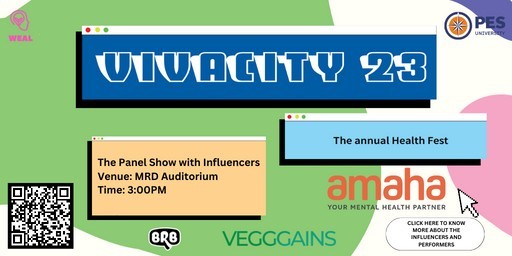 WEAL
PES
UNIVERSITY
VIVACITY 23
The annual Health Fest
The Panel Show with Influencers
Venue: MRD Auditorium
Time: 3:00PM
amaha
YOUR MENTAL HEALTH PARTNER
BRB
VEGGGAINS
CLICK HERE TO KNOW
MORE ABOUT THE
INFLUENCERS AND
PERFORMERS